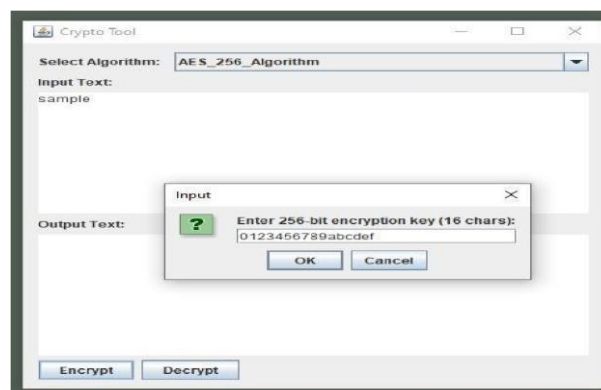 Crypto Tool
Select Algorithm: AES_256_Algorithm
Input Text:
sample
Input
?
Enter 256-bit encryption key (16 chars):
0123456789abcdef
OK Cancel
Output Text:
Encrypt Decrypt